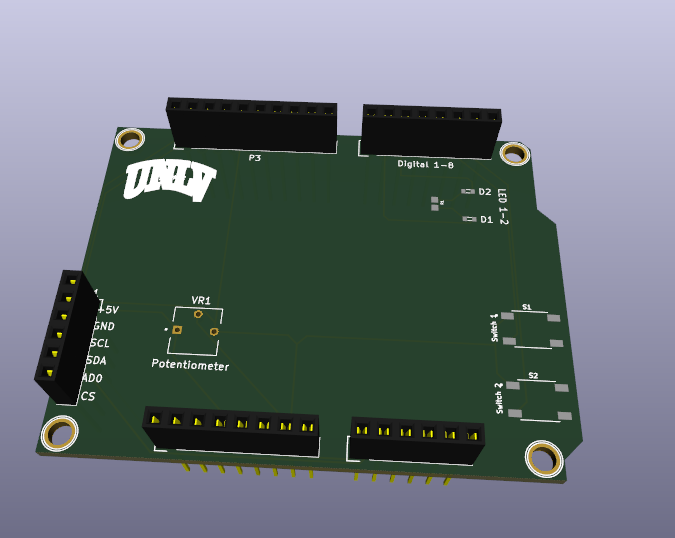 P3
Digital 1-8
UNLV
D2
LED 1-2
D1
+5V
GND
SCL
SDA
AD0
CS
VR1
Potentiometer
S1
Switch 1
S2
Switch 2